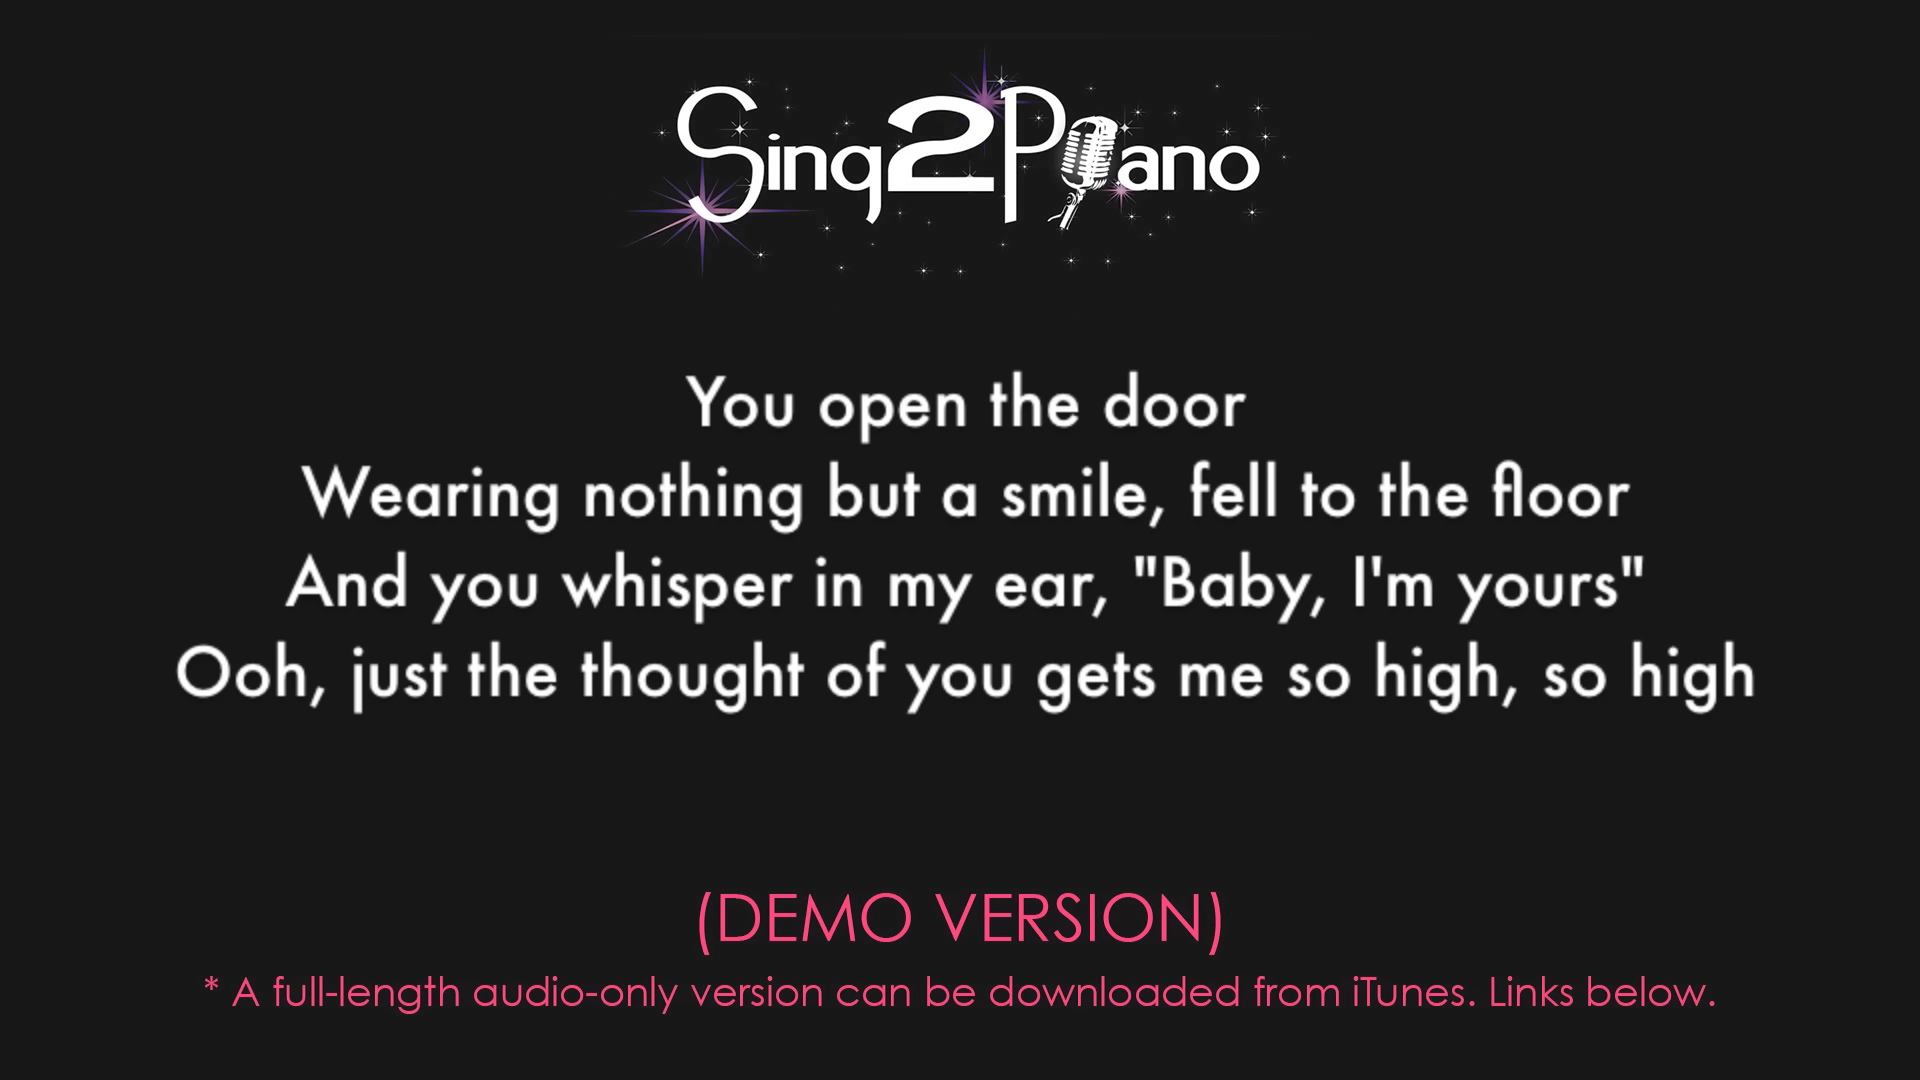 Sing2Piano
You open the door
Wearing nothing but a smile, fell to the floor
And you whisper in my ear, "Baby, I'm yours"
Ooh, just the thought of you gets me so high, so high
(DEMO VERSION)
* A full-length audio-only version can be downloaded from iTunes. Links below.